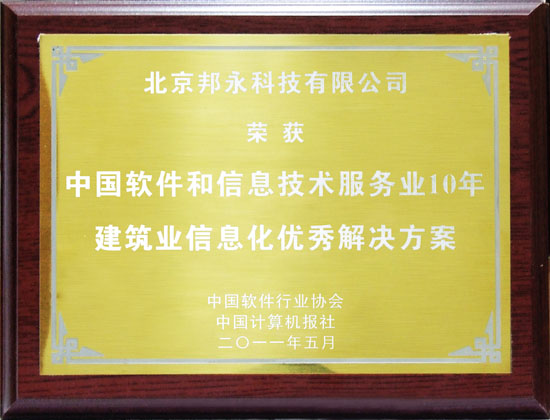 北京邦永科技有限公司
荣获
中国软件和信息技术服务业10年
建筑业信息化优秀解决方案
中国软件行业协会
中国计算机报社
二〇一一年五月